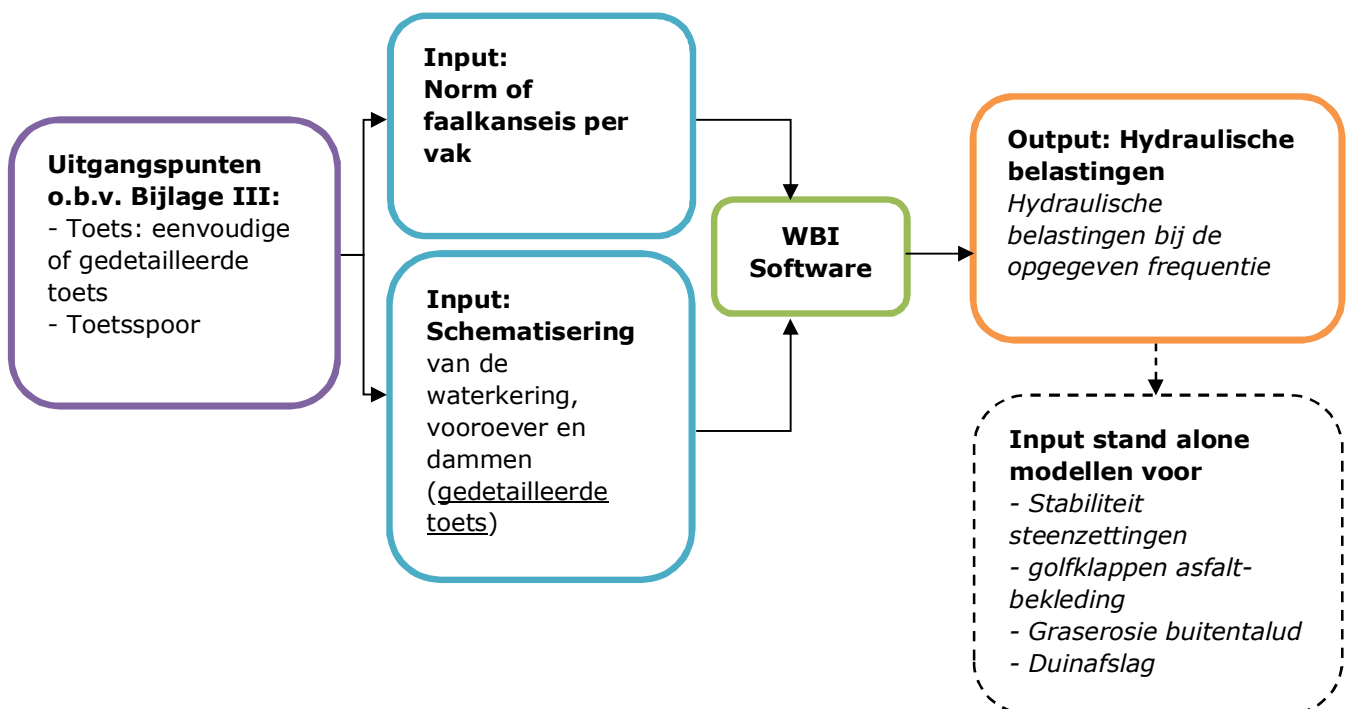 Uitgangspunten
o.b.v. Bijlage III:
- Toets: eenvoudige
of gedetailleerde
toets
- Toetsspoor
Input:
Norm of
faalkanseis per
vak
Input:
Schematisering
van de
waterkering,
vooroever en
dammen
(gedetailleerde
toets)
WBI
Software
Output: Hydraulische
belastingen
Hydraulische
belastingen bij de
opgegeven frequentie
Input stand alone
modellen voor
- Stabiliteit
steenzettingen
- golfklappen asfalt-
bekleding
- Graserosie buitentalud
- Duinafslag